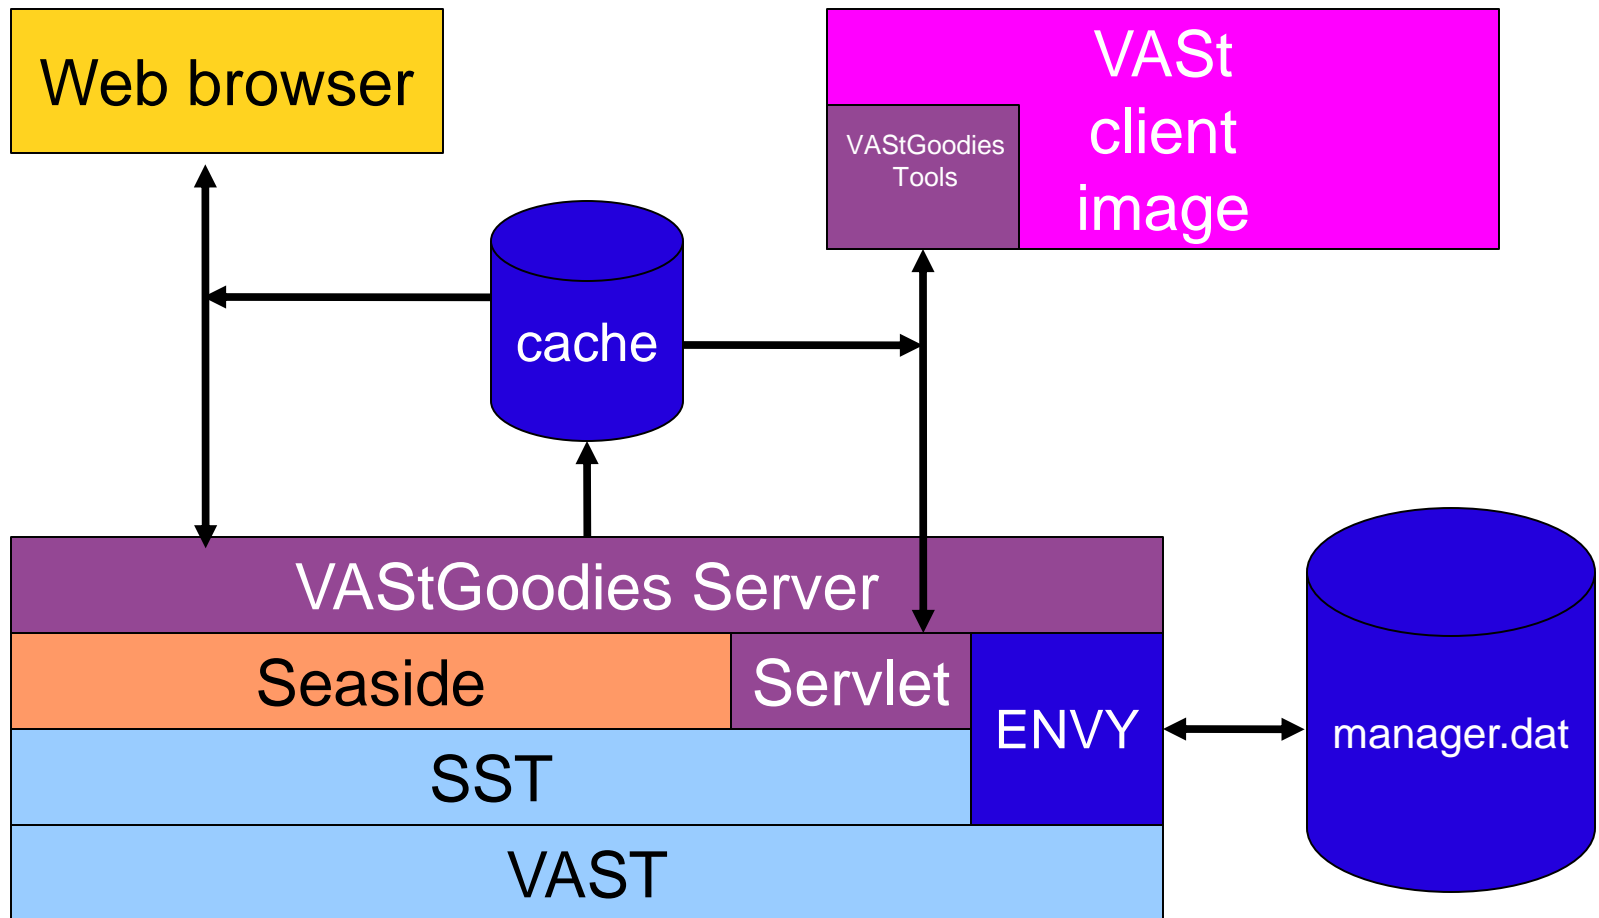 Web browser
VASt
client
image
VAStGoodies
Tools
cache
VAStGoodies Server
Seaside
Servlet
ENVY
manager.dat
SST
VAST